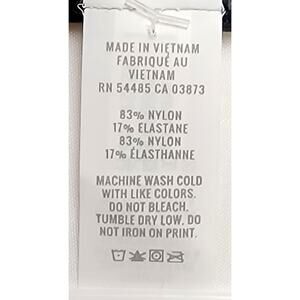 MADE IN VIETNAM
FABRIQUÉ AU
VIETNAM
RN 54485 CA 03873
83% NYLON
17% ELASTANE
83% NYLON
17% ÉLASTHANNE
MACHINE WASH COLD
WITH LIKE COLORS.
DO NOT BLEACH.
TUMBLE DRY LOW, DO
NOT IRON ON PRINT.